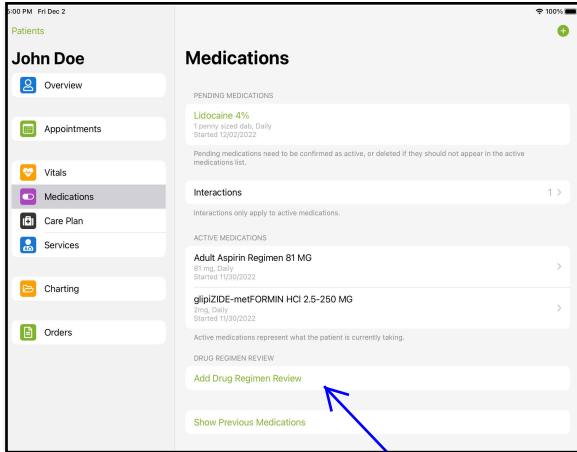 5:00 PM Fri Dec 2
100%
Patients
John Doe
Overview
Appointments
Vitals
Medications
Care Plan
Services
Charting
Orders
Medications
PENDING MEDICATIONS
Lidocaine 4%
1 penny sized dab, Daily
Started 12/02/2022
Pending medications need to be confirmed as active, or deleted if they should not appear in the active
medications list.
Interactions 1
Interactions only apply to active medications.
ACTIVE MEDICATIONS
Adult Aspirin Regimen 81 MG
81 mg, Daily
Started 11/30/2022
glipiZIDE-metFORMIN HCl 2.5-250 MG
2mg, Daily
Started 11/30/2022
Active medications represent what the patient is currently taking.
DRUG REGIMEN REVIEW
Add Drug Regimen Review
Show Previous Medications